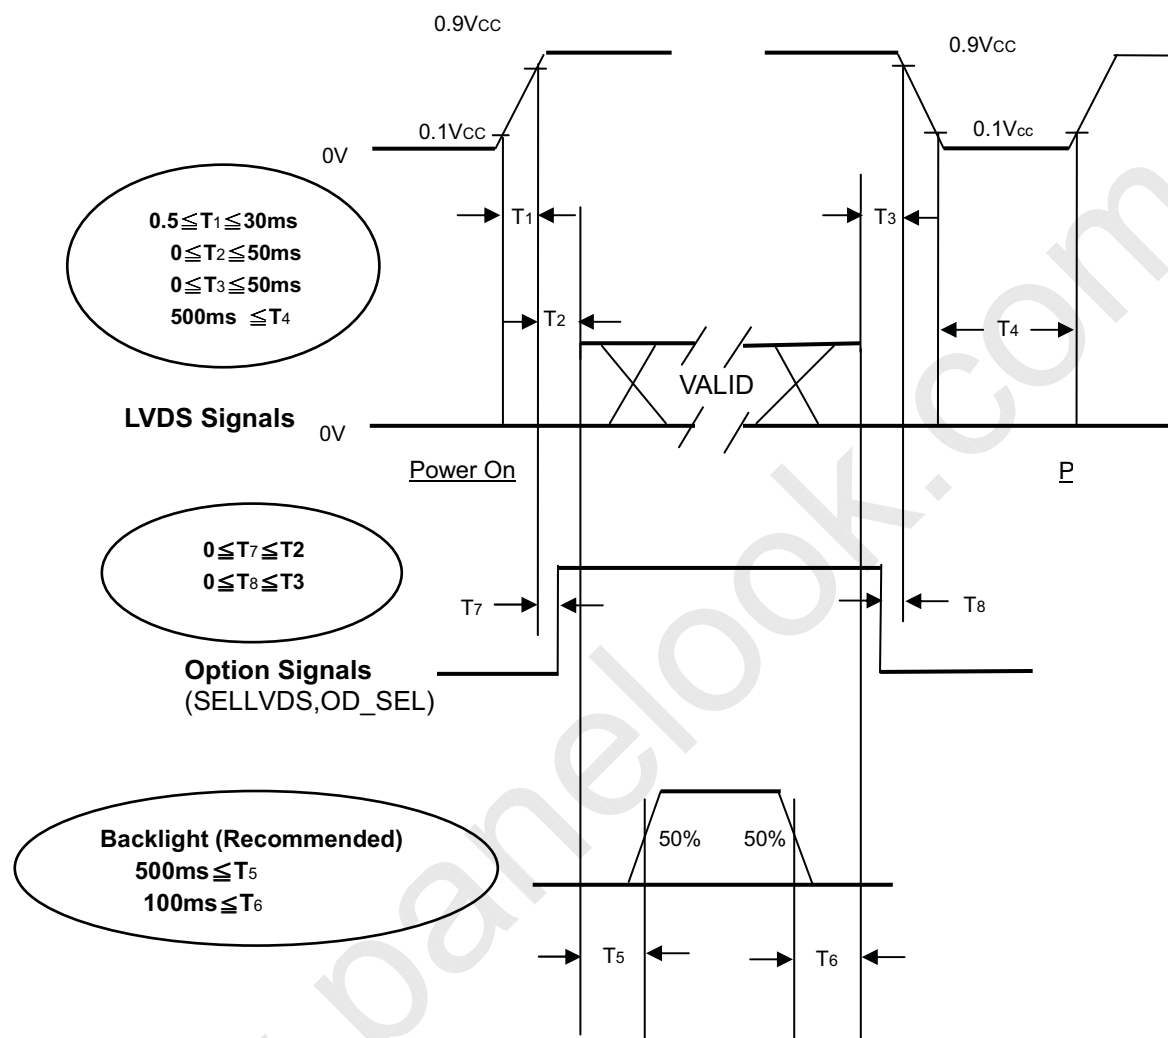 0.9Vcc
0.9Vcc
0.1Vcc
0.1Vcc
0V
0.5≦T1≦30ms
0≦T2≦50ms
0≦T3≦50ms
500ms ≦T4
T1
T3
T2
T4
VALID
LVDS Signals
0V
Power On
P
0≦T7≦T2
0≦T8≦T3
T7
T8
Option Signals
(SELLVDS,OD_SEL)
Backlight (Recommended)
500ms≦T5
100ms≦T6
50%
50%
T5
T6
panelook.com